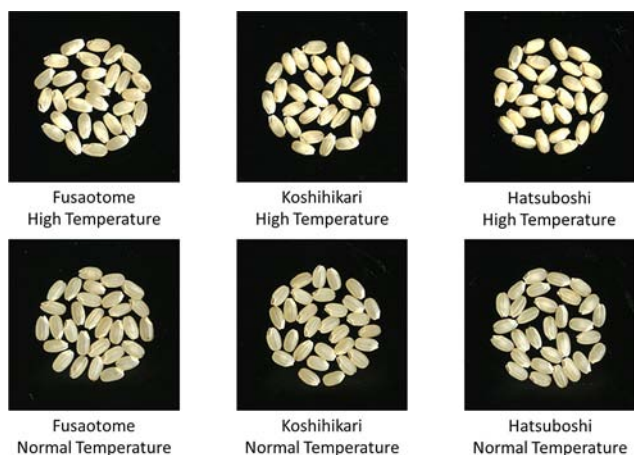 Fusaotome
High Temperature
Koshihikari
High Temperature
Hatsuboshi
High Temperature
Fusaotome
Normal Temperature
Koshihikari
Normal Temperature
Hatsuboshi
Normal Temperature